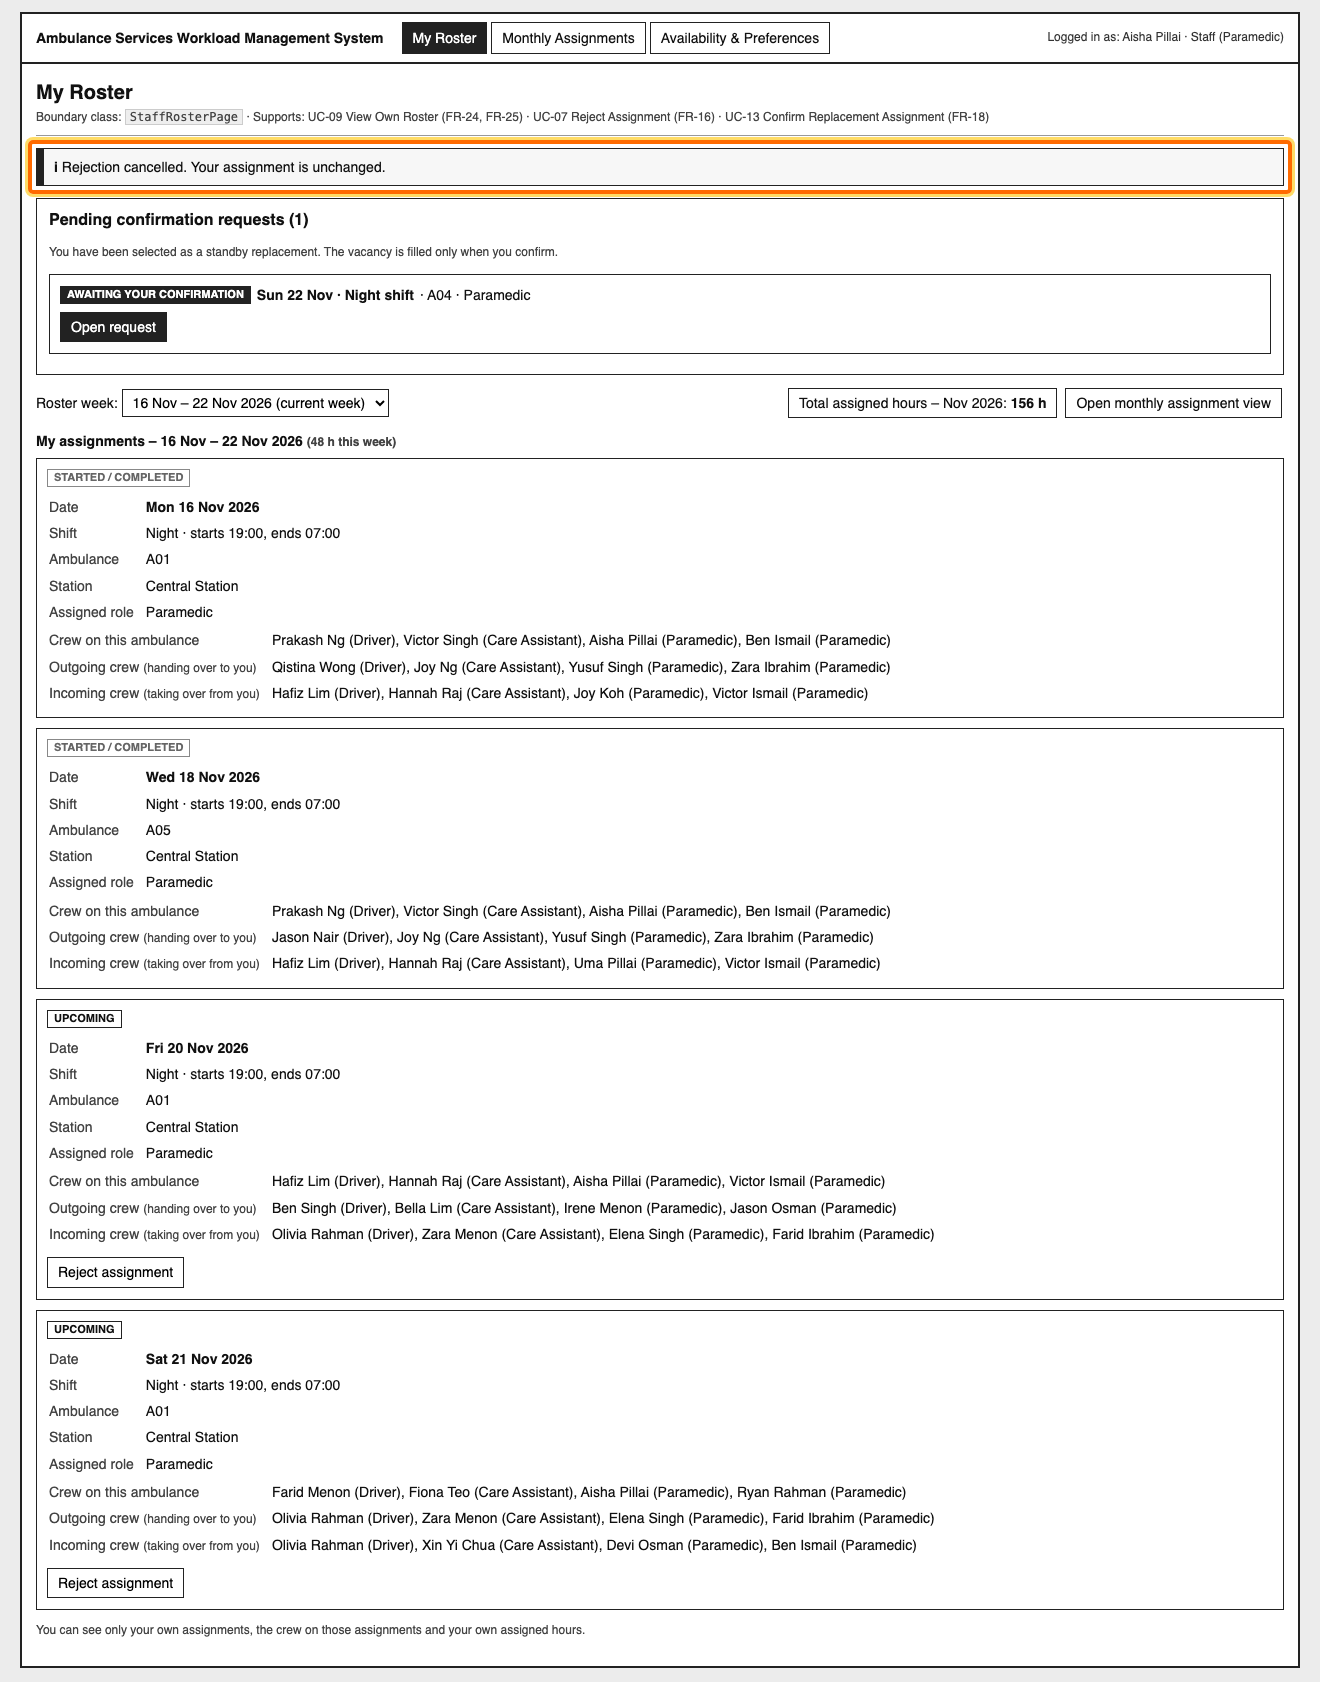 Ambulance Services Workload Management System
My Roster
Monthly Assignments
Availability & Preferences
Logged in as: Aisha Pillai · Staff (Paramedic)
My Roster
Boundary class: StaffRosterPage · Supports: UC-09 View Own Roster (FR-24, FR-25) · UC-07 Reject Assignment (FR-16) · UC-13 Confirm Replacement Assignment (FR-18)
i Rejection cancelled. Your assignment is unchanged.
Pending confirmation requests (1)
You have been selected as a standby replacement. The vacancy is filled only when you confirm.
AWAITING YOUR CONFIRMATION Sun 22 Nov · Night shift · A04 · Paramedic
Open request
Roster week: 16 Nov – 22 Nov 2026 (current week)
Total assigned hours – Nov 2026: 156 h
Open monthly assignment view
My assignments – 16 Nov – 22 Nov 2026 (48 h this week)
STARTED / COMPLETED
Date Mon 16 Nov 2026
Shift Night · starts 19:00, ends 07:00
Ambulance A01
Station Central Station
Assigned role Paramedic
Crew on this ambulance Prakash Ng (Driver), Victor Singh (Care Assistant), Aisha Pillai (Paramedic), Ben Ismail (Paramedic)
Outgoing crew (handing over to you) Qistina Wong (Driver), Joy Ng (Care Assistant), Yusuf Singh (Paramedic), Zara Ibrahim (Paramedic)
Incoming crew (taking over from you) Hafiz Lim (Driver), Hannah Raj (Care Assistant), Joy Koh (Paramedic), Victor Ismail (Paramedic)
STARTED / COMPLETED
Date Wed 18 Nov 2026
Shift Night · starts 19:00, ends 07:00
Ambulance A05
Station Central Station
Assigned role Paramedic
Crew on this ambulance Prakash Ng (Driver), Victor Singh (Care Assistant), Aisha Pillai (Paramedic), Ben Ismail (Paramedic)
Outgoing crew (handing over to you) Jason Nair (Driver), Joy Ng (Care Assistant), Yusuf Singh (Paramedic), Zara Ibrahim (Paramedic)
Incoming crew (taking over from you) Hafiz Lim (Driver), Hannah Raj (Care Assistant), Uma Pillai (Paramedic), Victor Ismail (Paramedic)
UPCOMING
Date Fri 20 Nov 2026
Shift Night · starts 19:00, ends 07:00
Ambulance A01
Station Central Station
Assigned role Paramedic
Crew on this ambulance Hafiz Lim (Driver), Hannah Raj (Care Assistant), Aisha Pillai (Paramedic), Victor Ismail (Paramedic)
Outgoing crew (handing over to you) Ben Singh (Driver), Bella Lim (Care Assistant), Irene Menon (Paramedic), Jason Osman (Paramedic)
Incoming crew (taking over from you) Olivia Rahman (Driver), Zara Menon (Care Assistant), Elena Singh (Paramedic), Farid Ibrahim (Paramedic)
Reject assignment
UPCOMING
Date Sat 21 Nov 2026
Shift Night · starts 19:00, ends 07:00
Ambulance A01
Station Central Station
Assigned role Paramedic
Crew on this ambulance Farid Menon (Driver), Fiona Teo (Care Assistant), Aisha Pillai (Paramedic), Ryan Rahman (Paramedic)
Outgoing crew (handing over to you) Olivia Rahman (Driver), Zara Menon (Care Assistant), Elena Singh (Paramedic), Farid Ibrahim (Paramedic)
Incoming crew (taking over from you) Olivia Rahman (Driver), Xin Yi Chua (Care Assistant), Devi Osman (Paramedic), Ben Ismail (Paramedic)
Reject assignment
You can see only your own assignments, the crew on those assignments and your own assigned hours.